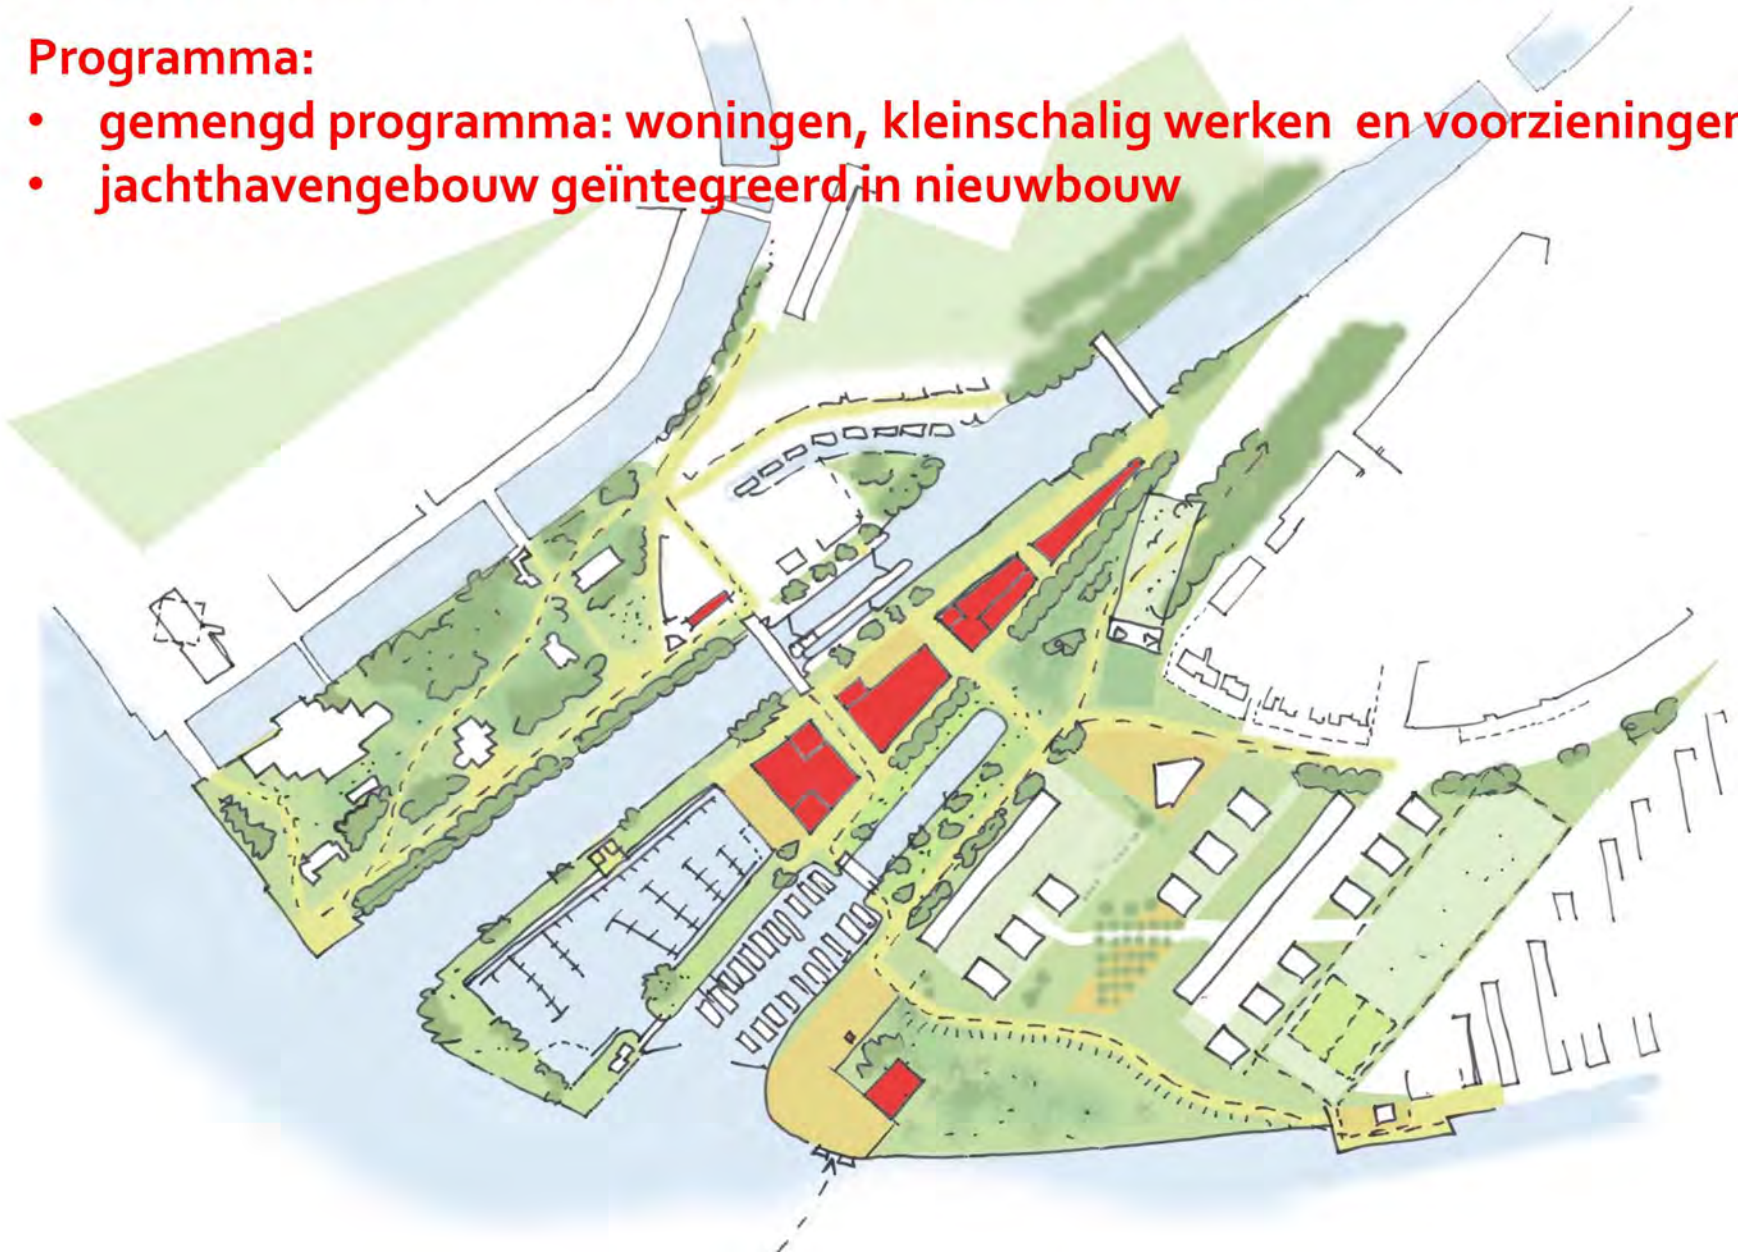 Programma:
• gemengd programma: woningen, kleinschalig werken en voorzieningen
• jachthavengebouw geïntegreerd in nieuwbouw